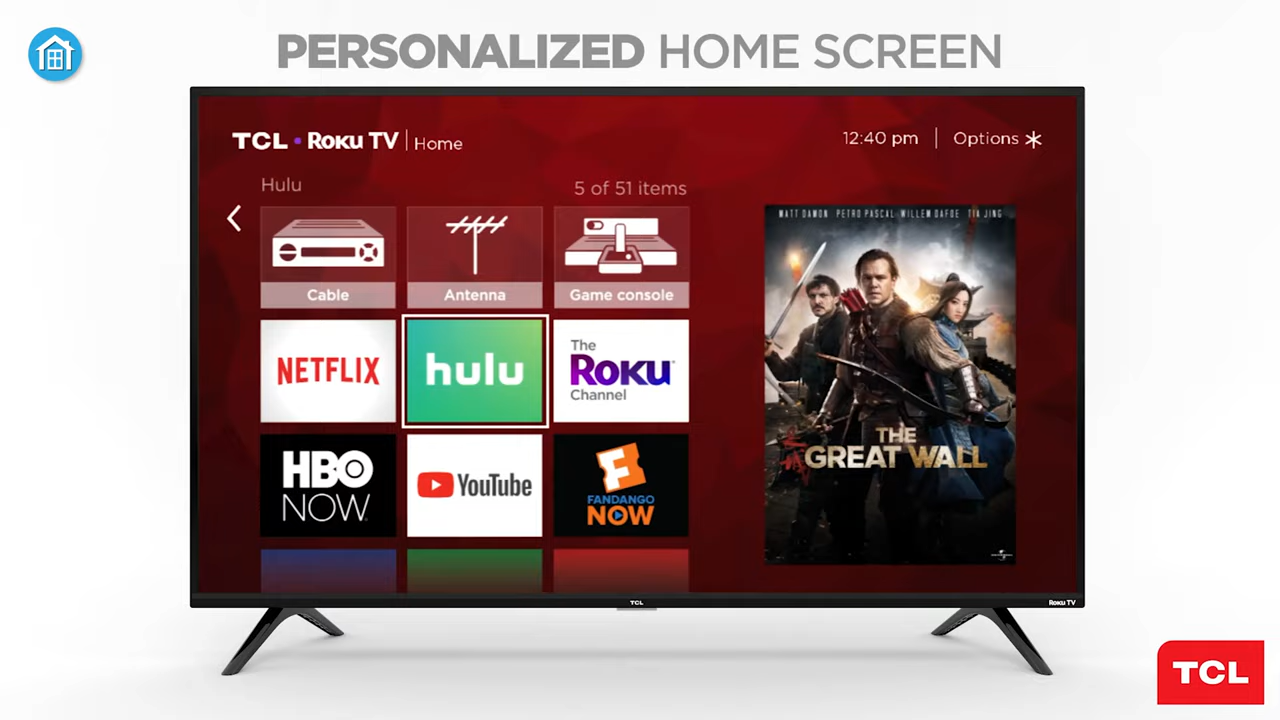 PERSONALIZED HOME SCREEN
TCL • Roku TV | Home
12:40 pm | Options
Hulu
5 of 51 items
Cable
Antenna
Game console
NETFLIX
hulu
The
Roku
Channel
HBO
NOW
YouTube
FANDANGO
NOW
MATT DAMON PETRO PASCAL WILLEM DAFOE TIA JING
THE
GREAT WALL
TCL
Roku TV
TCL